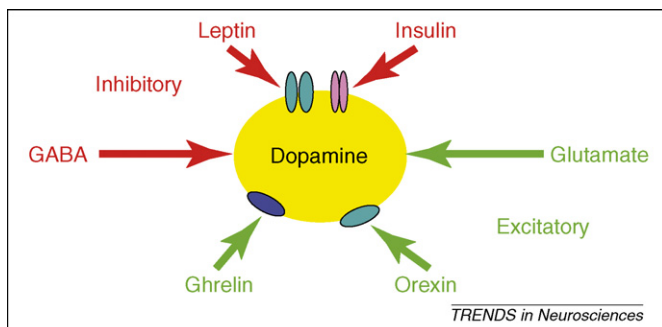 Leptin
Insulin
Inhibitory
GABA
Dopamine
Glutamate
Excitatory
Ghrelin
Orexin
TRENDS in Neurosciences